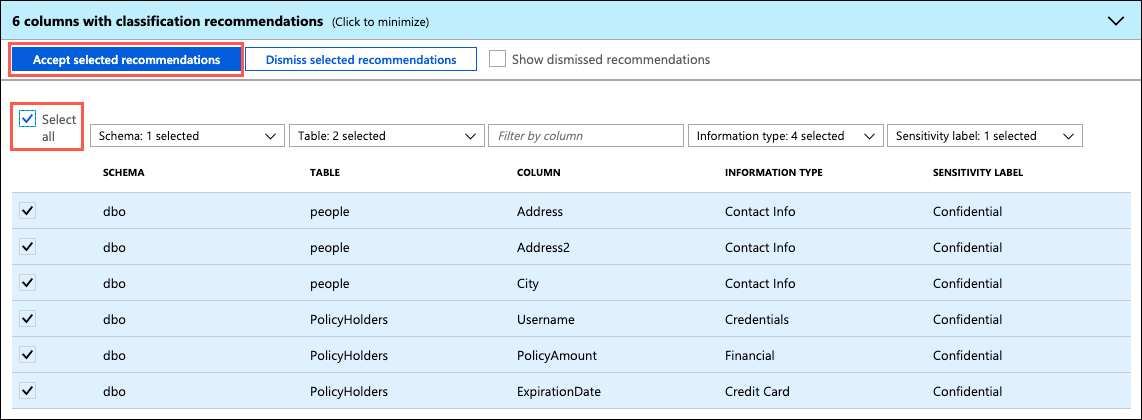 6 columns with classification recommendations (Click to minimize)
Accept selected recommendations Dismiss selected recommendations Show dismissed recommendations
Select all Schema: 1 selected Table: 2 selected Filter by column Information type: 4 selected Sensitivity label: 1 selected
SCHEMA TABLE COLUMN INFORMATION TYPE SENSITIVITY LABEL
dbo people Address Contact Info Confidential
dbo people Address2 Contact Info Confidential
dbo people City Contact Info Confidential
dbo PolicyHolders Username Credentials Confidential
dbo PolicyHolders PolicyAmount Financial Confidential
dbo PolicyHolders ExpirationDate Credit Card Confidential